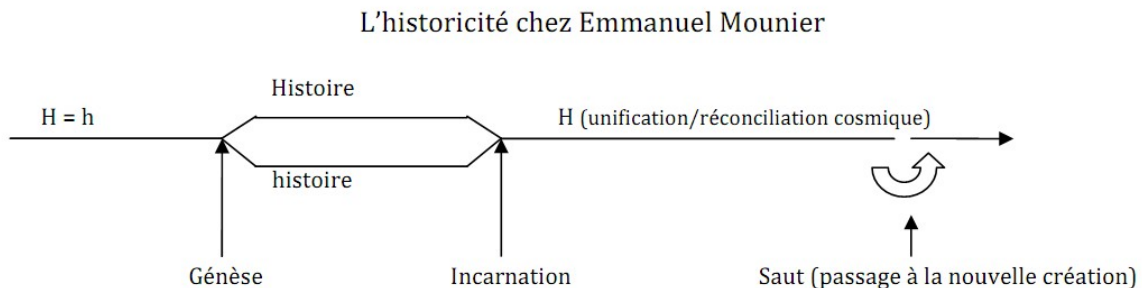 L’historicité chez Emmanuel Mounier
Histoire
H = h
H (unification/réconciliation cosmique)
histoire
Génèse
Incarnation
Saut (passage à la nouvelle création)